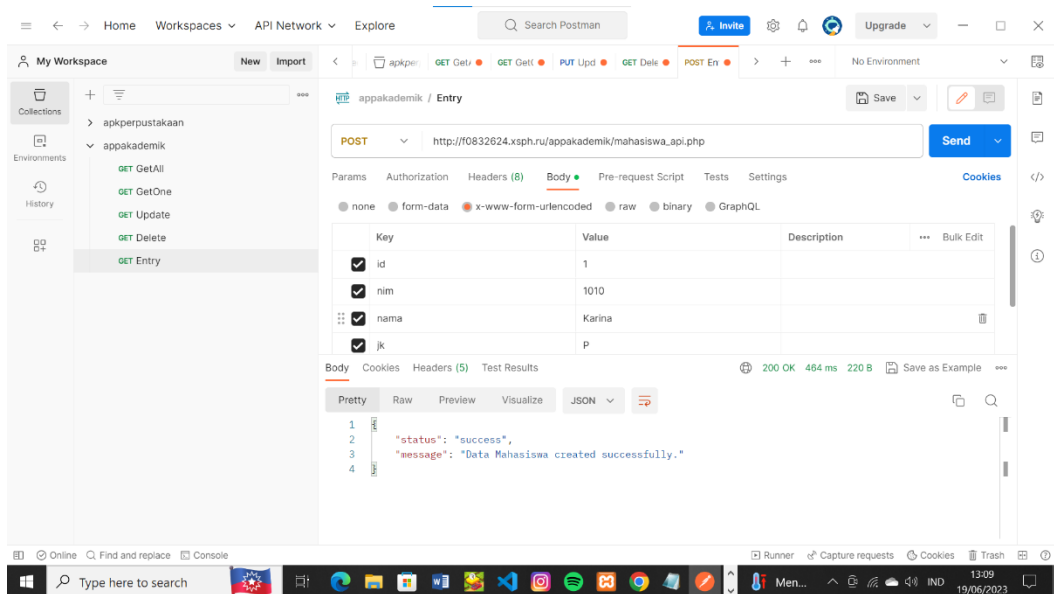 Home Workspaces API Network Explore Search Postman Invite Upgrade
My Workspace New Import apkper GET Get GET Get( PUT Upd GET Dele POST En No Environment
Collections
Environments
History
apkperpustakaan
appakademik
GET GetAll
GET GetOne
GET Update
GET Delete
GET Entry
HTTP appakademik / Entry Save
POST http://f0832624.xsph.ru/appakademik/mahasiswa_api.php Send
Params Authorization Headers (8) Body Pre-request Script Tests Settings Cookies
none form-data x-www-form-urlencoded raw binary GraphQL
Key Value Description Bulk Edit
id 1
nim 1010
nama Karina
jk P
Body Cookies Headers (5) Test Results 200 OK 464 ms 220 B Save as Example
Pretty Raw Preview Visualize JSON
1 {
2 "status": "success",
3 "message": "Data Mahasiswa created successfully."
4 }
Online Find and replace Console Runner Capture requests Cookies Trash
Type here to search Men... IND 13:09
19/06/2023